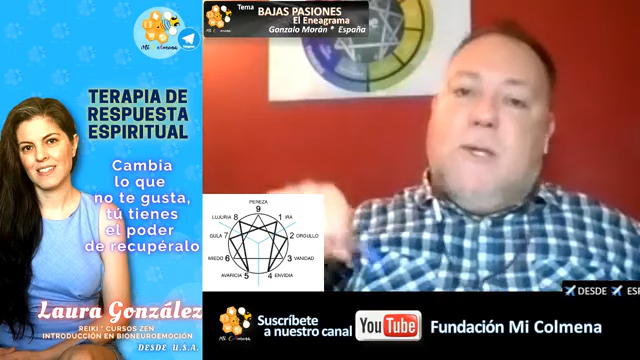 Mi Colmena
TERAPIA DE
RESPUESTA
ESPIRITUAL
Cambia
lo que
no te gusta,
tú tienes
el poder
de recupéralo
Laura González
REIKI * CURSOS ZEN
INTRODUCCIÓN EN BIONEUROEMOCIÓN
DESDE U.S.A.
Tema
BAJAS PASIONES
El Eneagrama
Gonzalo Morán * España
PEREZA
9
LUJURIA 8 1 IRA
GULA 7 2 ORGULLO
MIEDO 6 3 VANIDAD
AVARICIA 5 4 ENVIDIA
DESDE ESP
Suscríbete
a nuestro canal
YouTube
Fundación Mi Colmena